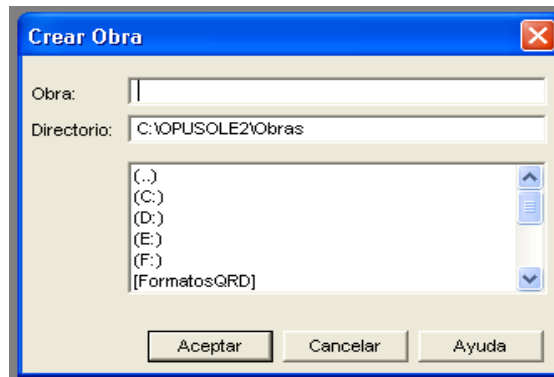 Crear Obra
Obra:
Directorio: C:\OPUSOLE2\Obras
(..)
(C:)
(D:)
(E:)
(F:)
[FormatosQRD]
Aceptar Cancelar Ayuda